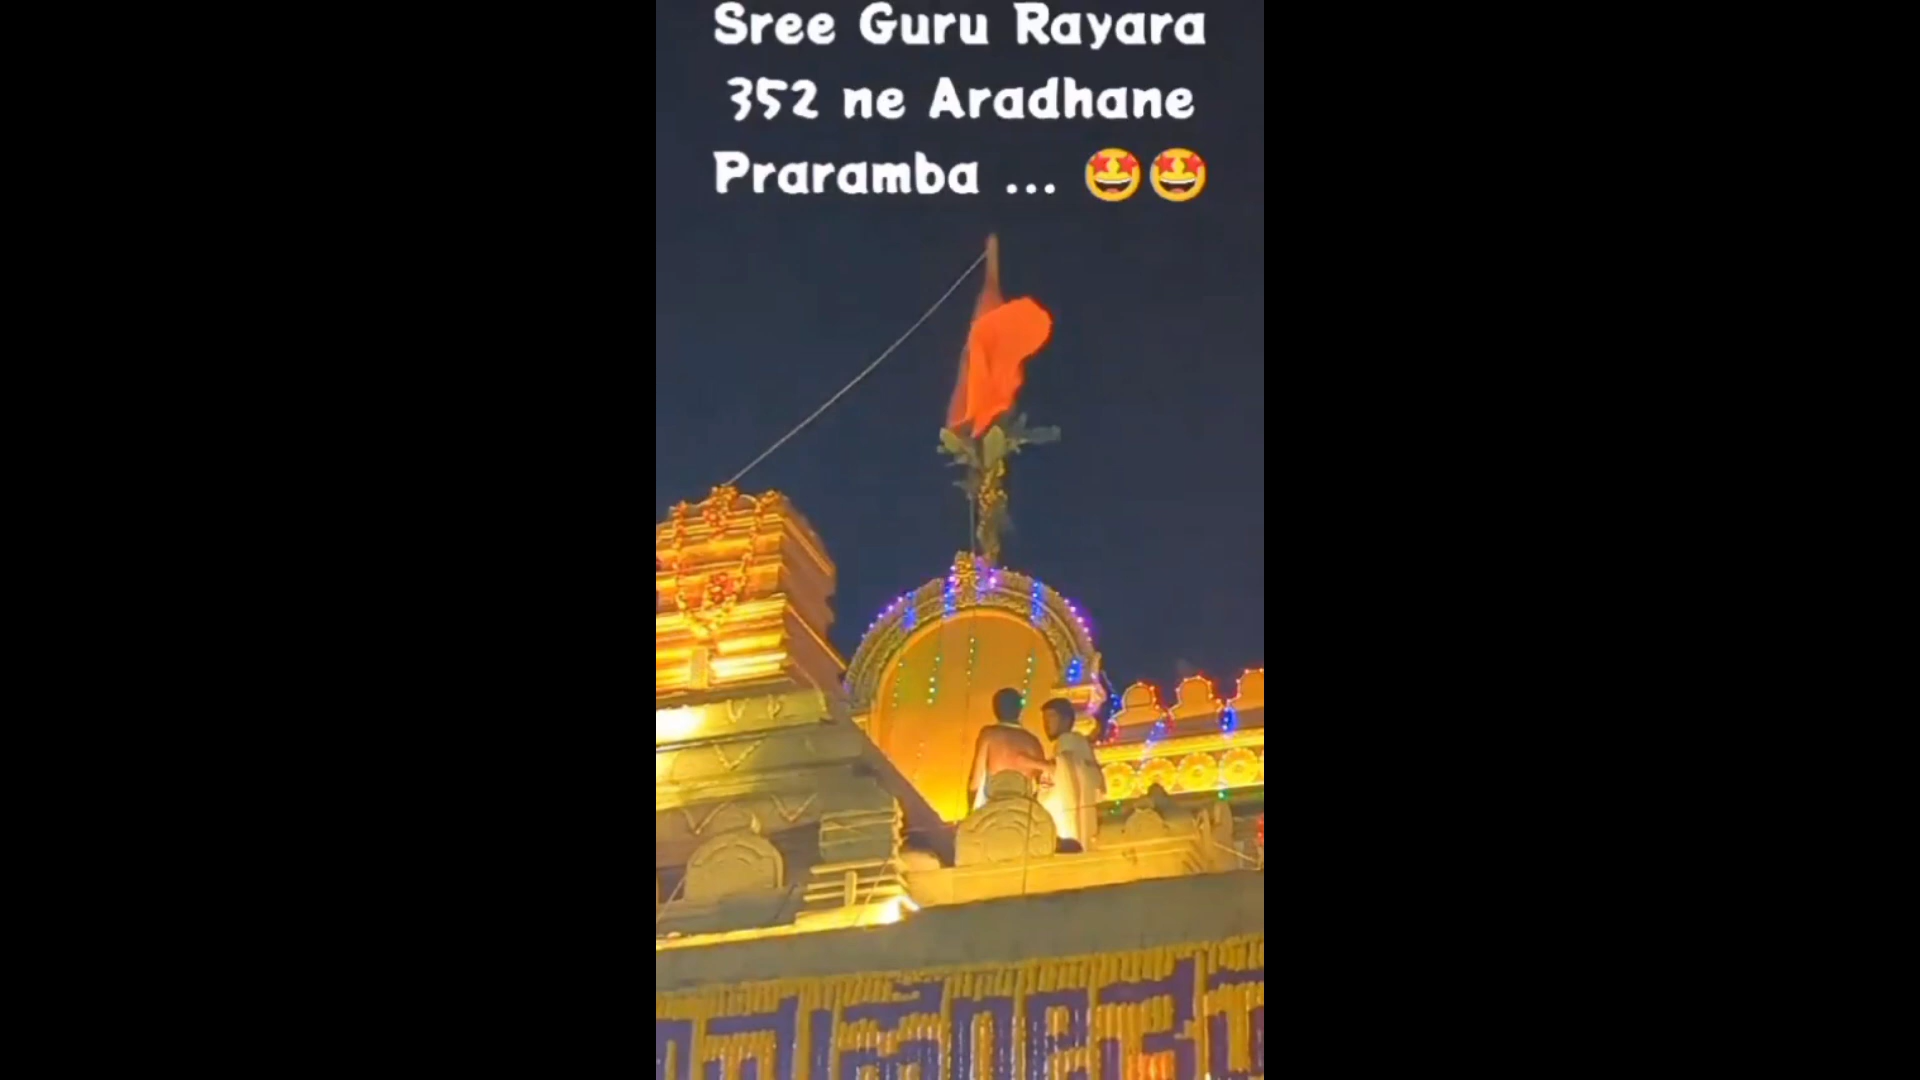 Sree Guru Rayara
352 ne Aradhane
Praramba ... 🤩🤩